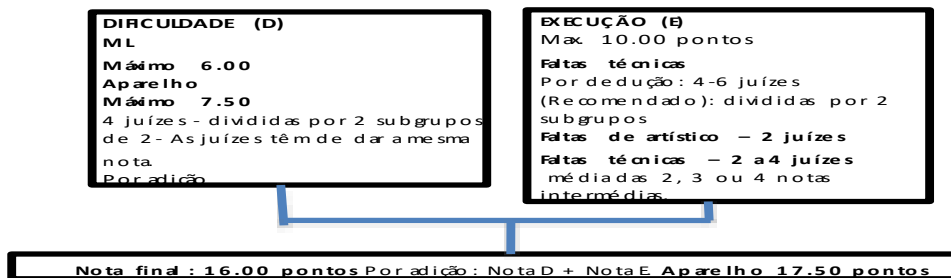 DIFICULDADE (D)
ML
Máximo 6.00
Aparelho
Máximo 7.50
4 juízes - divididas por 2 subgrupos
de 2- As juízes têm de dar a mesma
nota.
Por adição
EXECUÇÃO (E)
Max. 10.00 pontos
Faltas técnicas
Por dedução: 4-6 juízes
(Recomendado): divididas por 2
subgrupos
Faltas de artístico – 2 juízes
Faltas técnicas – 2 a 4 juízes
média das 2, 3 ou 4 notas
intermédias.
Nota final : 16.00 pontos Por adição: Nota D + Nota E. Aparelho 17.50 pontos